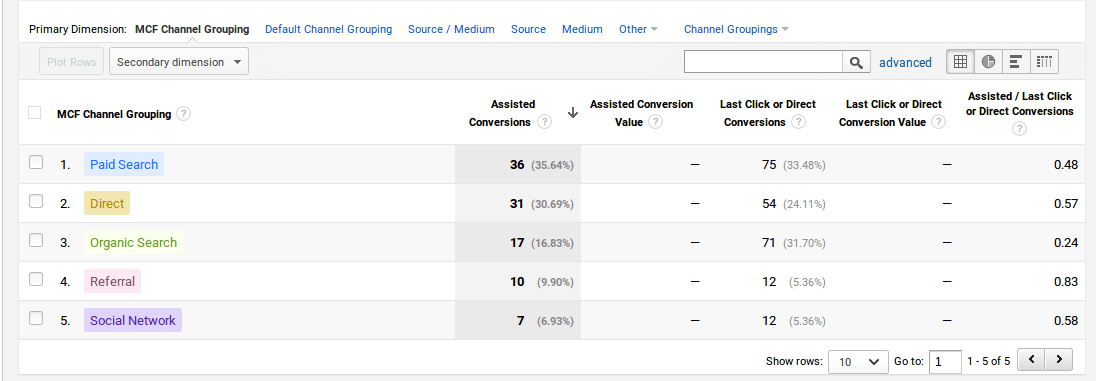 Primary Dimension: MCF Channel Grouping Default Channel Grouping Source / Medium Source Medium Other Channel Groupings
Plot Rows Secondary dimension advanced
MCF Channel Grouping ? Assisted Conversions ? Assisted Conversion Value ? Last Click or Direct Conversions ? Last Click or Direct Conversion Value ? Assisted / Last Click or Direct Conversions ?
1. Paid Search 36 (35.64%) — 75 (33.48%) — 0.48
2. Direct 31 (30.69%) — 54 (24.11%) — 0.57
3. Organic Search 17 (16.83%) — 71 (31.70%) — 0.24
4. Referral 10 (9.90%) — 12 (5.36%) — 0.83
5. Social Network 7 (6.93%) — 12 (5.36%) — 0.58
Show rows: 10 Go to: 1 1 - 5 of 5